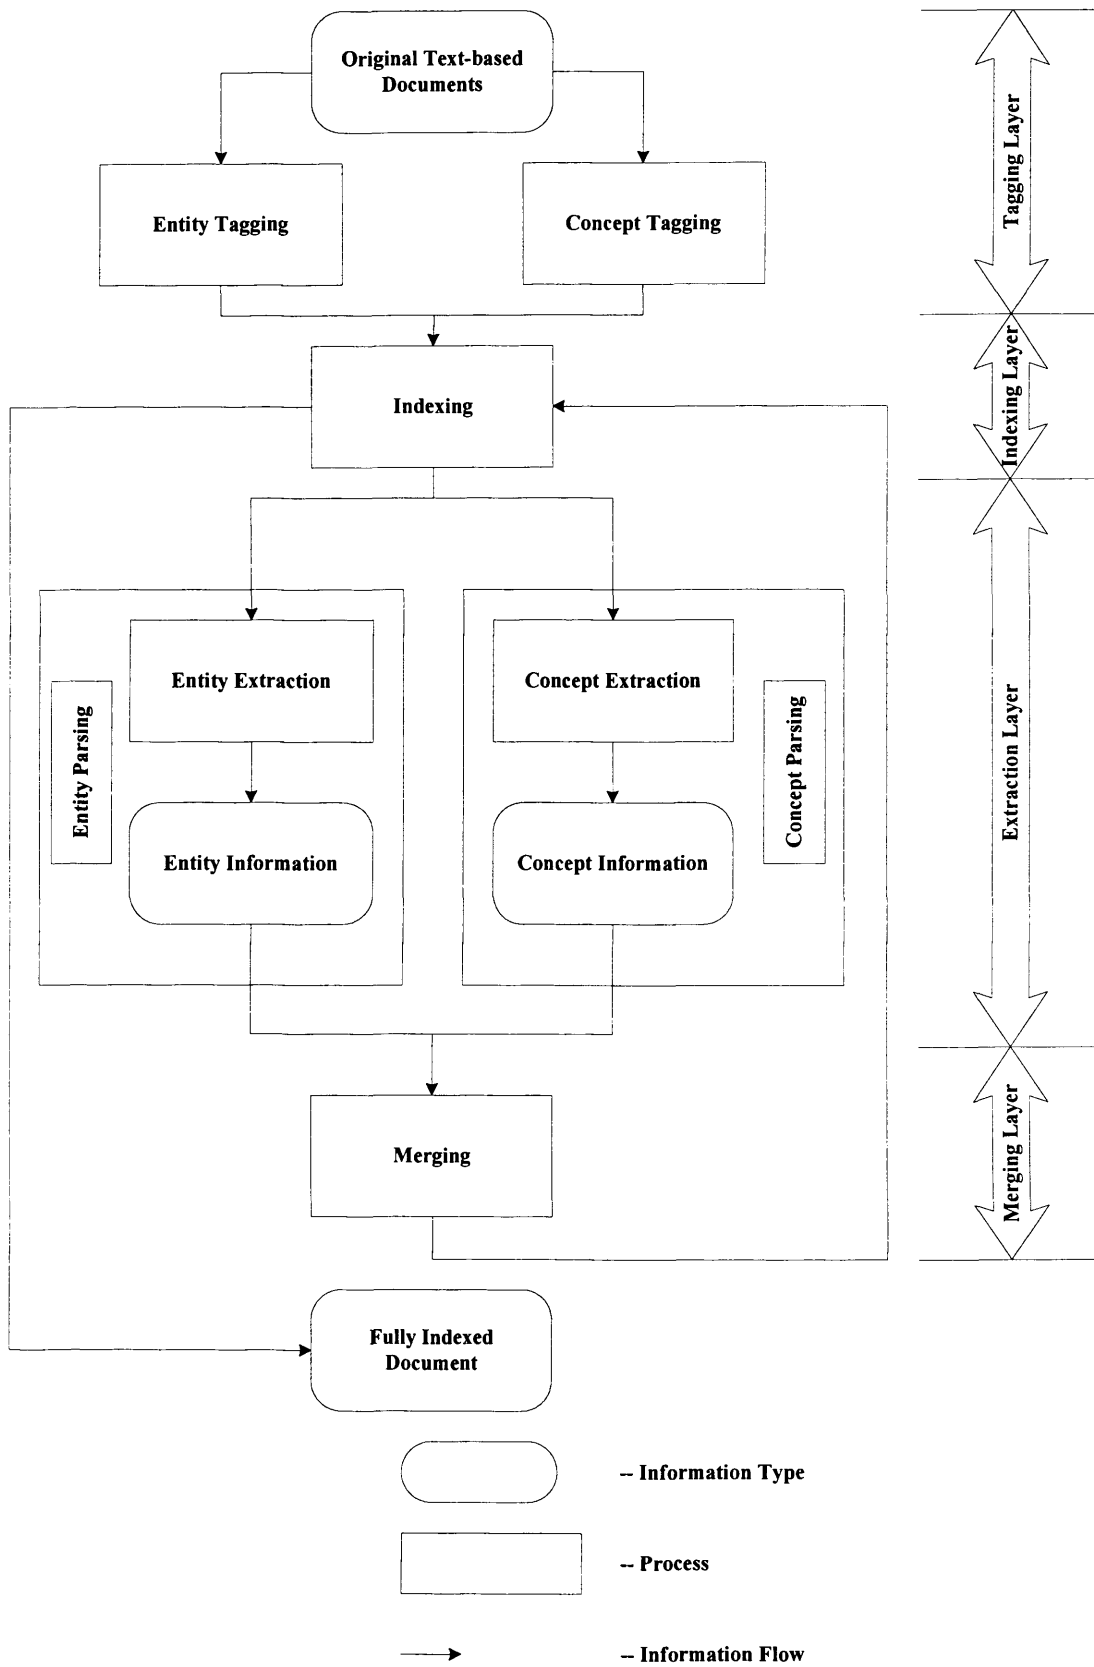 Original Text-based
Documents
Entity Tagging
Concept Tagging
Tagging Layer
Indexing
Indexing Layer
Entity Parsing
Entity Extraction
Entity Information
Concept Extraction
Concept Information
Concept Parsing
Extraction Layer
Merging
Merging Layer
Fully Indexed
Document
-- Information Type
-- Process
-- Information Flow